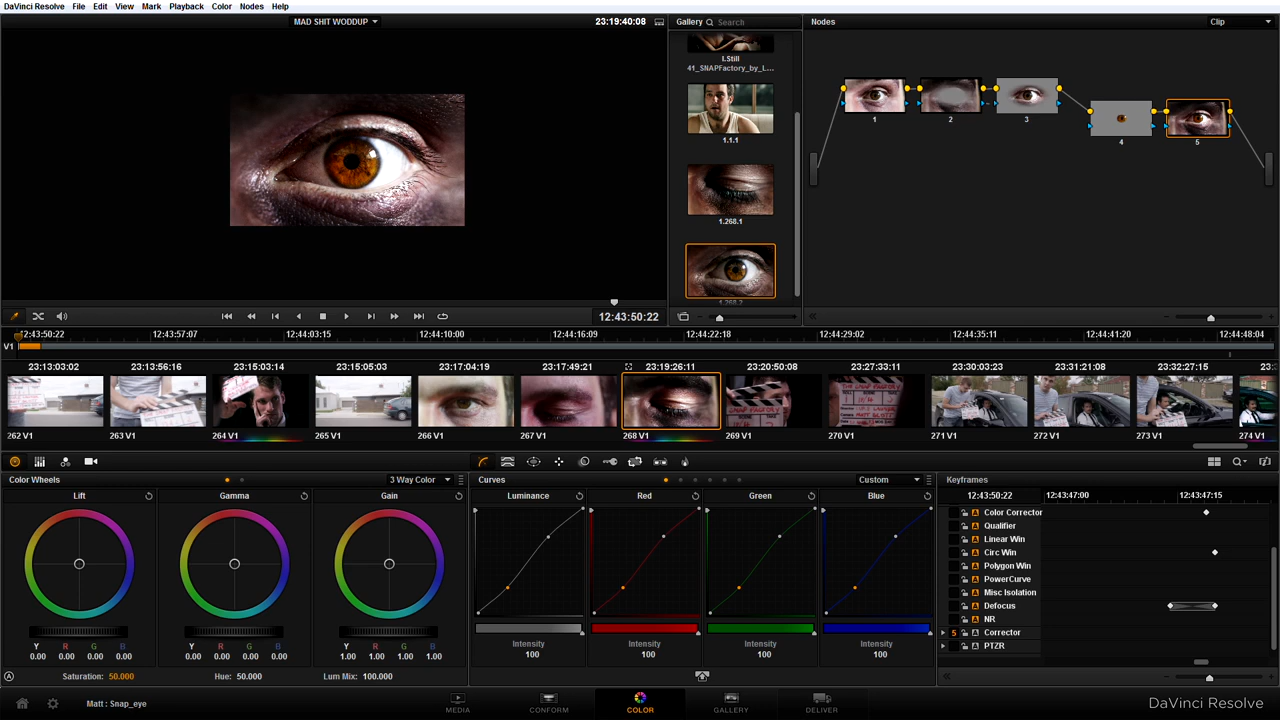 DaVinci Resolve File Edit View Mark Playback Color Nodes Help
MAD SHIT WODDUP 23:19:40:08
Gallery Search
Nodes Clip
I.Still
41_SNAPFactory_by_L...
1.1.1
1.268.1
1.268.2
1 2 3
4 5
12:43:50:22
12:43:50:22 12:43:57:07 12:44:10:00 12:44:16:09 12:44:22:18 12:44:29:02 12:44:35:11 12:44:41:20 12:44:48:04
V1
23:13:03:02 23:13:56:16 23:15:03:14 23:15:05:03 23:17:04:19 23:17:49:21 23:19:26:11 23:20:50:08 23:27:33:11 23:30:03:23 23:31:21:08 23:32:27:15
262 V1 263 V1 264 V1 265 V1 266 V1 267 V1 268 V1 269 V1 270 V1 271 V1 272 V1 273 V1 274 V1
Color Wheels 3 Way Color
Curves Custom
Keyframes
Lift Gamma Gain
Luminance Red Green Blue
12:43:50:22 12:43:47:00 12:43:47:15
Color Corrector
Qualifier
Linear Win
Circ Win
Polygon Win
PowerCurve
Misc Isolation
Defocus
NR
5 Corrector
PTZR
Y R G B Y R G B Y R G B
0.00 0.00 0.00 0.00 0.00 0.00 0.00 0.00 1.00 1.00 1.00 1.00
Intensity Intensity Intensity Intensity
100 100 100 100
Saturation: 50.000 Hue: 50.000 Lum Mix: 100.000
Matt : Snap_eye
MEDIA CONFORM COLOR GALLERY DELIVER
DaVinci Resolve